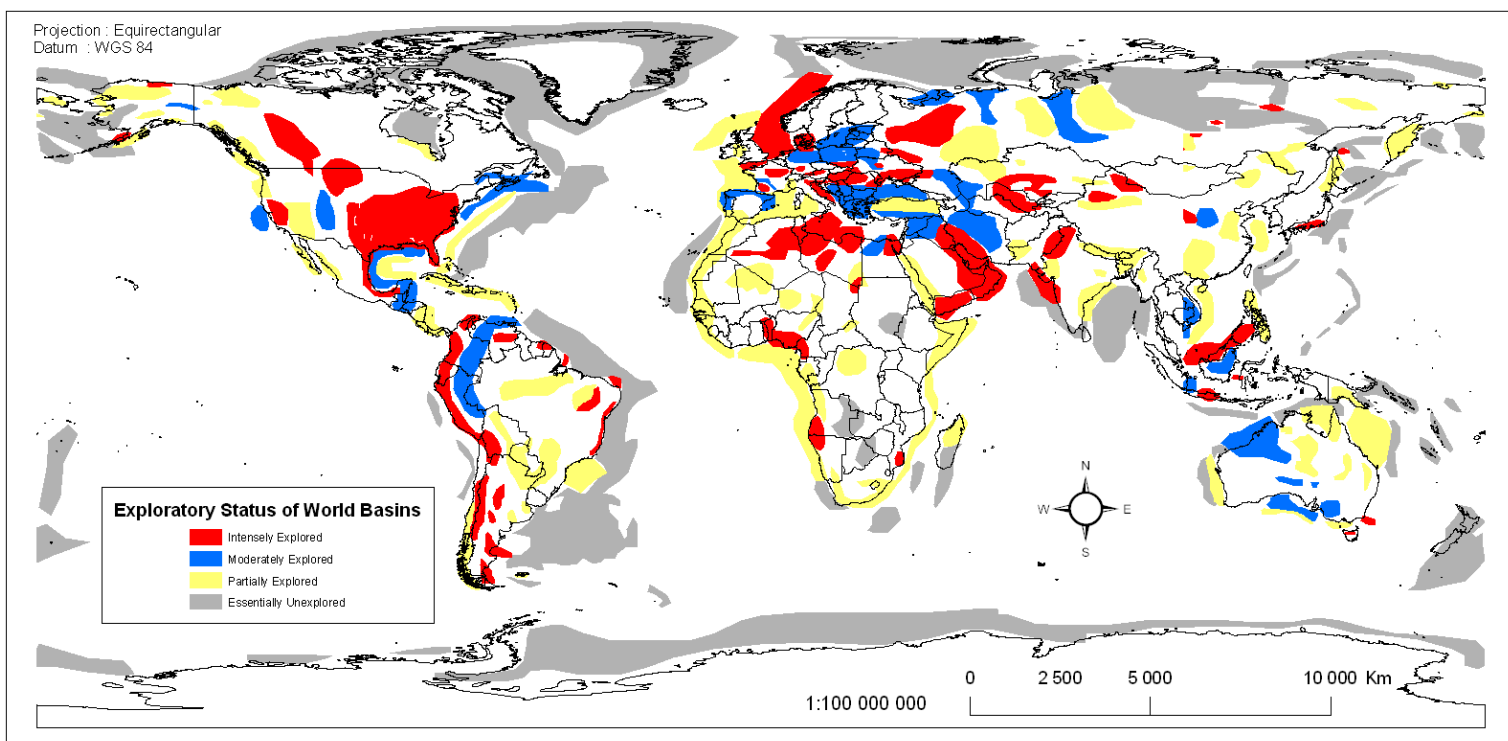 Projection : Equirectangular
Datum : WGS 84
N
W
E
S
Exploratory Status of World Basins
Intensely Explored
Moderately Explored
Partially Explored
Essentially Unexplored
0 2 500 5 000 10 000 Km
1:100 000 000